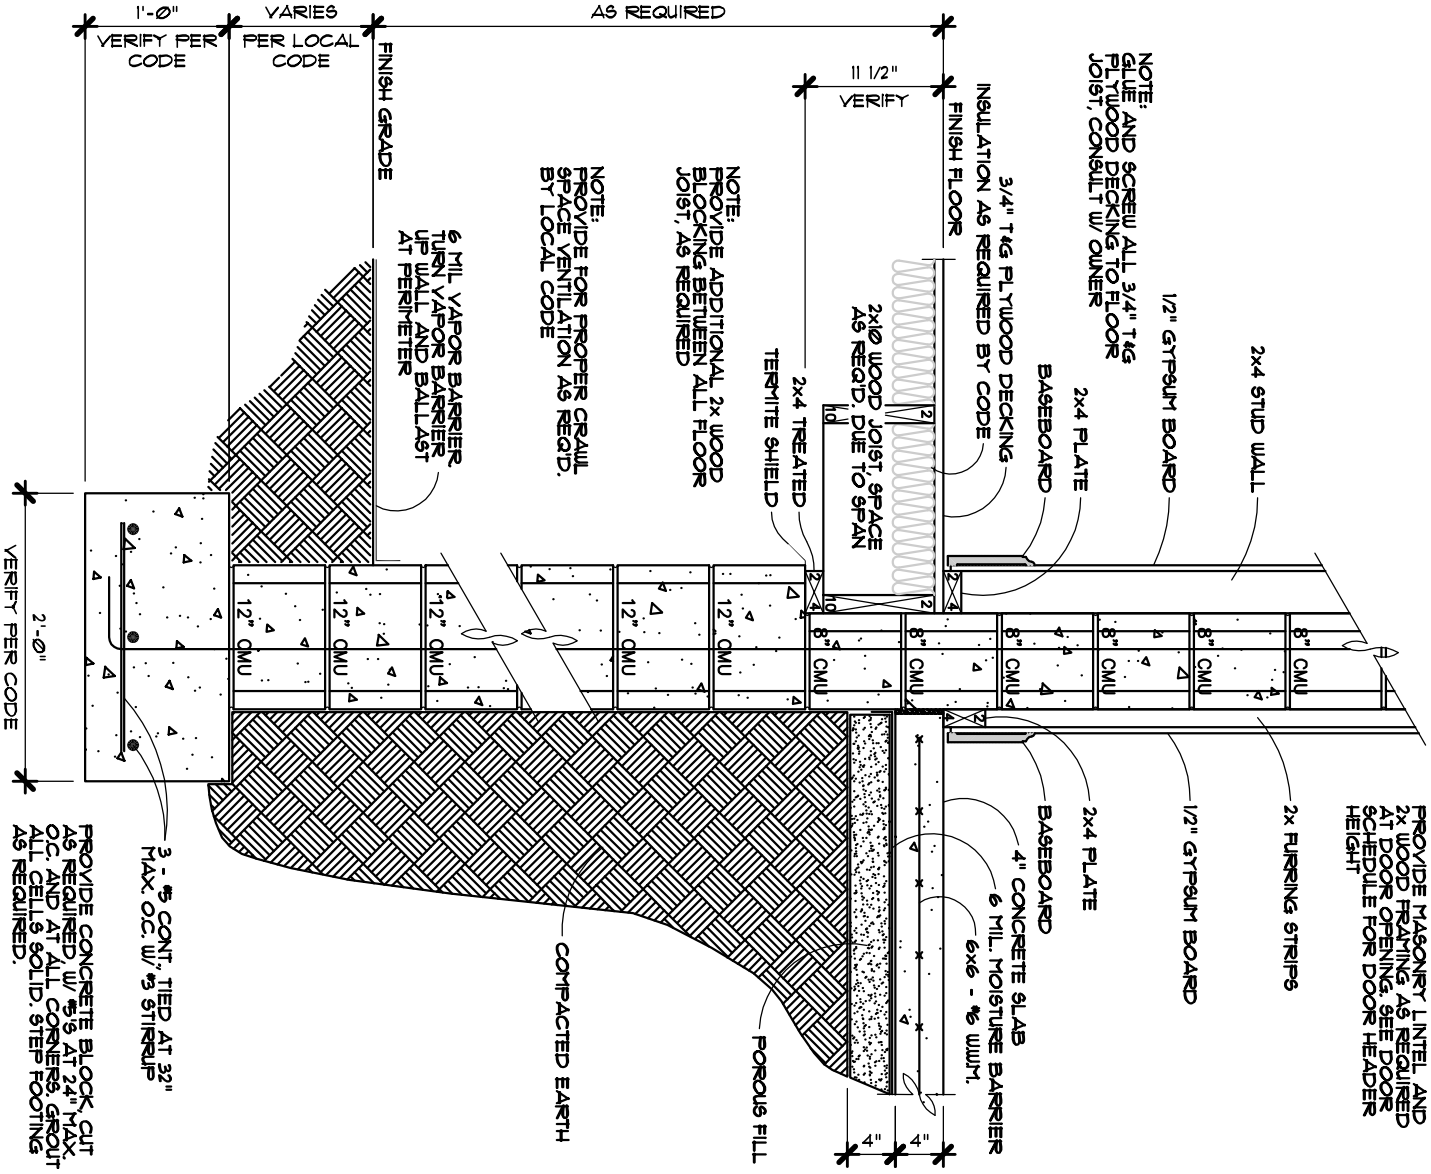 PROVIDE MASONRY LINTEL AND
2x WOOD FRAMING AS REQUIRED
AT DOOR OPENING. SEE DOOR
SCHEDULE FOR DOOR HEADER
HEIGHT
2x4 STUD WALL
2x FURRING STRIPS
1/2" GYPSUM BOARD
1/2" GYPSUM BOARD
NOTE:
GLUE AND SCREW ALL 3/4" T&G
PLYWOOD DECKING TO FLOOR
JOIST, CONSULT W/ OWNER
2x4 PLATE
2x4 PLATE
BASEBOARD
BASEBOARD
3/4" T&G PLYWOOD DECKING
4" CONCRETE SLAB
INSULATION AS REQUIRED BY CODE
6 MIL. MOISTURE BARRIER
6x6 - #6 W.W.M.
FINISH FLOOR
2x10 WOOD JOIST, SPACE
AS REQ'D. DUE TO SPAN
11 1/2"
VERIFY
AS REQUIRED
4"
4"
2x4 TREATED
TERMITE SHIELD
POROUS FILL
NOTE:
PROVIDE ADDITIONAL 2x WOOD
BLOCKING BETWEEN ALL FLOOR
JOIST, AS REQUIRED
NOTE:
PROVIDE FOR PROPER CRAWL
SPACE VENTILATION AS REQ'D.
BY LOCAL CODE
COMPACTED EARTH
6 MIL VAPOR BARRIER,
TURN VAPOR BARRIER
UP WALL AND BALLAST
AT PERIMETER
FINISH GRADE
VARIES
PER LOCAL
CODE
1'-0"
VERIFY PER
CODE
8" CMU
8" CMU
8" CMU
8" CMU
8" CMU
8" CMU
12" CMU
12" CMU
12" CMU
12" CMU
12" CMU
2
4
2
4
2
4
2
10
2
10
3 - #5 CONT., TIED AT 32"
MAX. O.C. W/ #3 STIRRUP
PROVIDE CONCRETE BLOCK, CUT
AS REQUIRED, W/ #5'S AT 24" MAX.
O.C. AND AT ALL CORNERS. GROUT
ALL CELLS SOLID. STEP FOOTING
AS REQUIRED.
2'-0"
VERIFY PER CODE